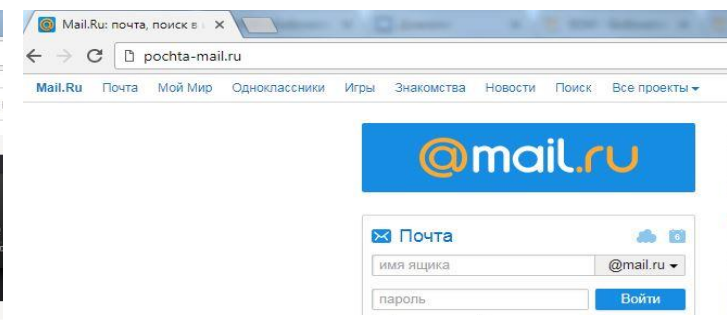 Mail.Ru: почта, поиск в
pochta-mail.ru
Mail.Ru Почта Мой Мир Одноклассники Игры Знакомства Новости Поиск Все проекты
@mail.ru
Почта 6
имя ящика @mail.ru
пароль Войти